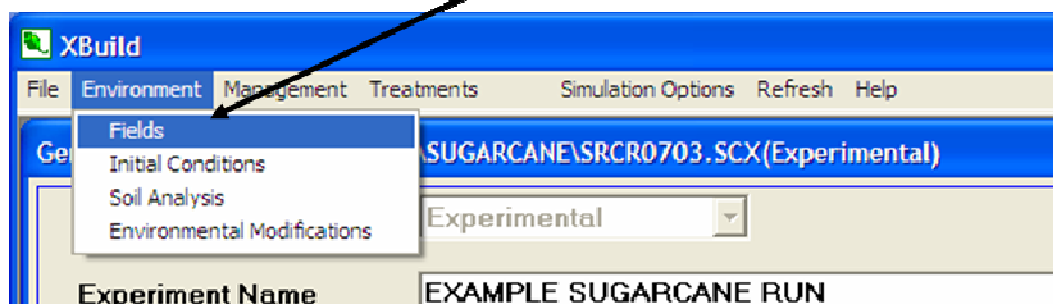 XBuild
File Environment Management Treatments Simulation Options Refresh Help
Fields
\SUGARCANE\SRCR0703.SCX(Experimental)
Initial Conditions
Soil Analysis
Experimental
Environmental Modifications
Experiment Name EXAMPLE SUGARCANE RUN